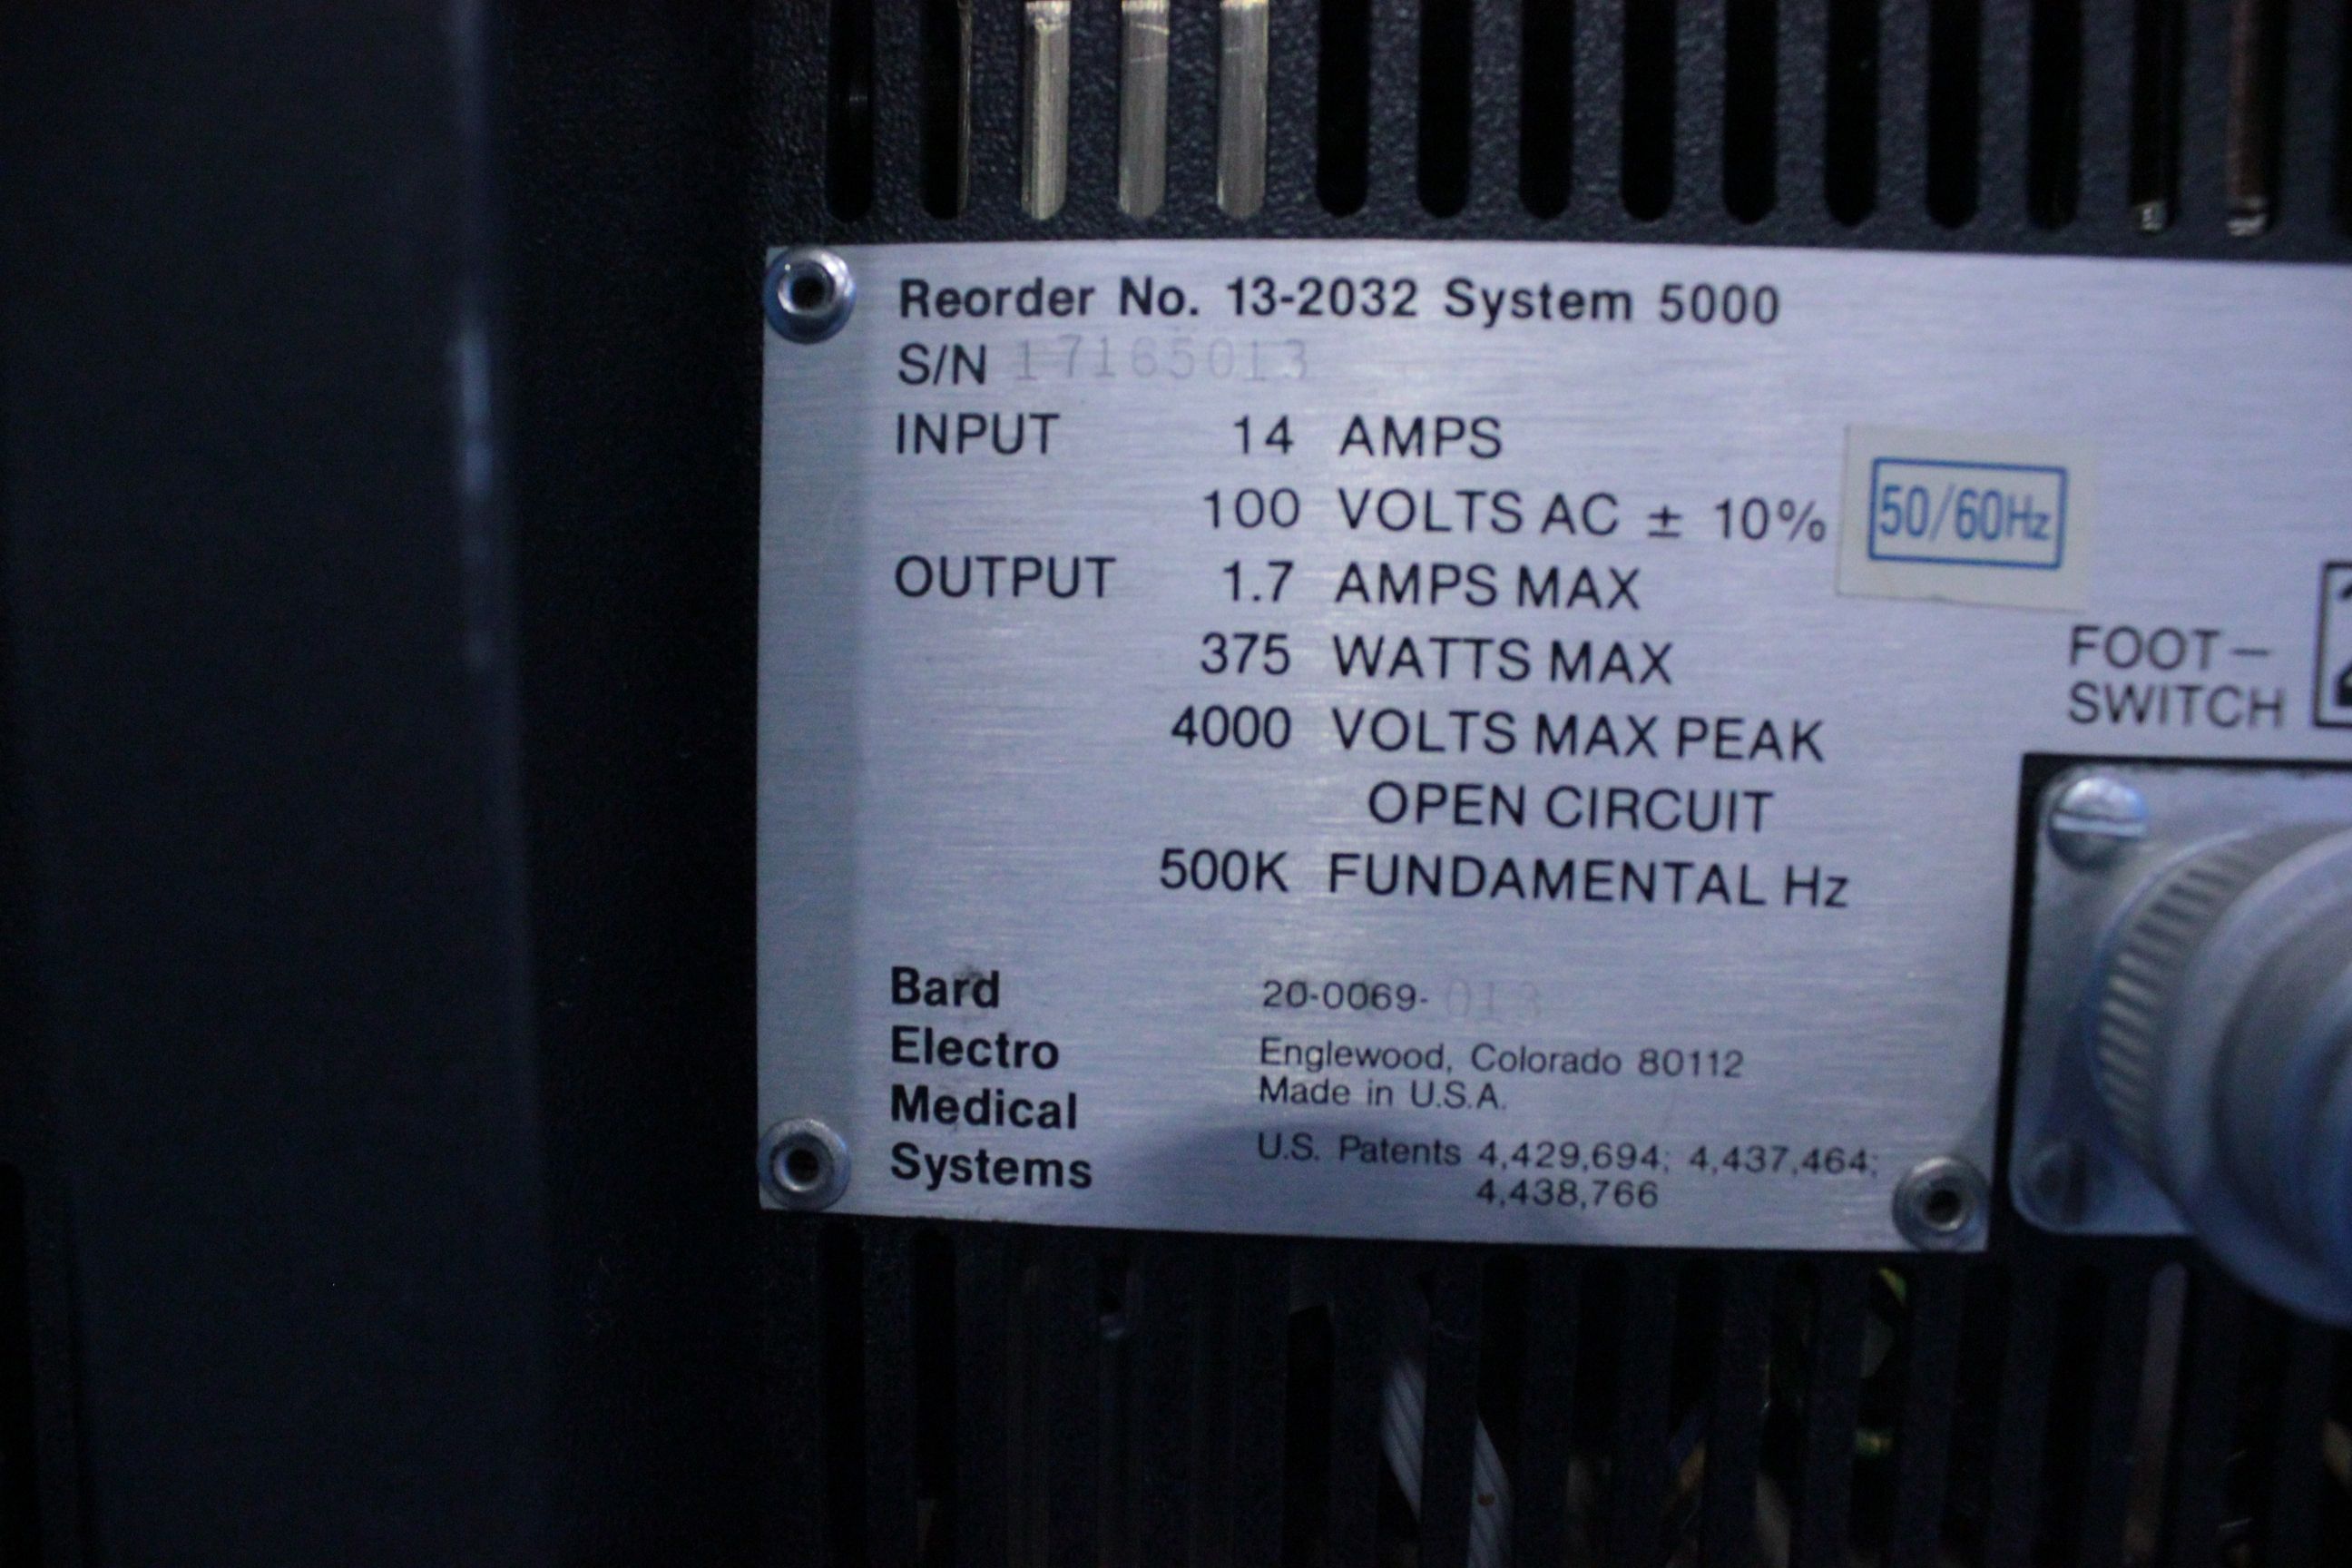 Reorder No. 13-2032 System 5000
S/N 17165013
INPUT 14 AMPS
100 VOLTS AC ± 10% 50/60Hz
OUTPUT 1.7 AMPS MAX
375 WATTS MAX
4000 VOLTS MAX PEAK
OPEN CIRCUIT
500K FUNDAMENTAL Hz
FOOT–
SWITCH
Bard
Electro
Medical
Systems
20-0069-013
Englewood, Colorado 80112
Made in U.S.A.
U.S. Patents 4,429,694; 4,437,464;
4,438,766